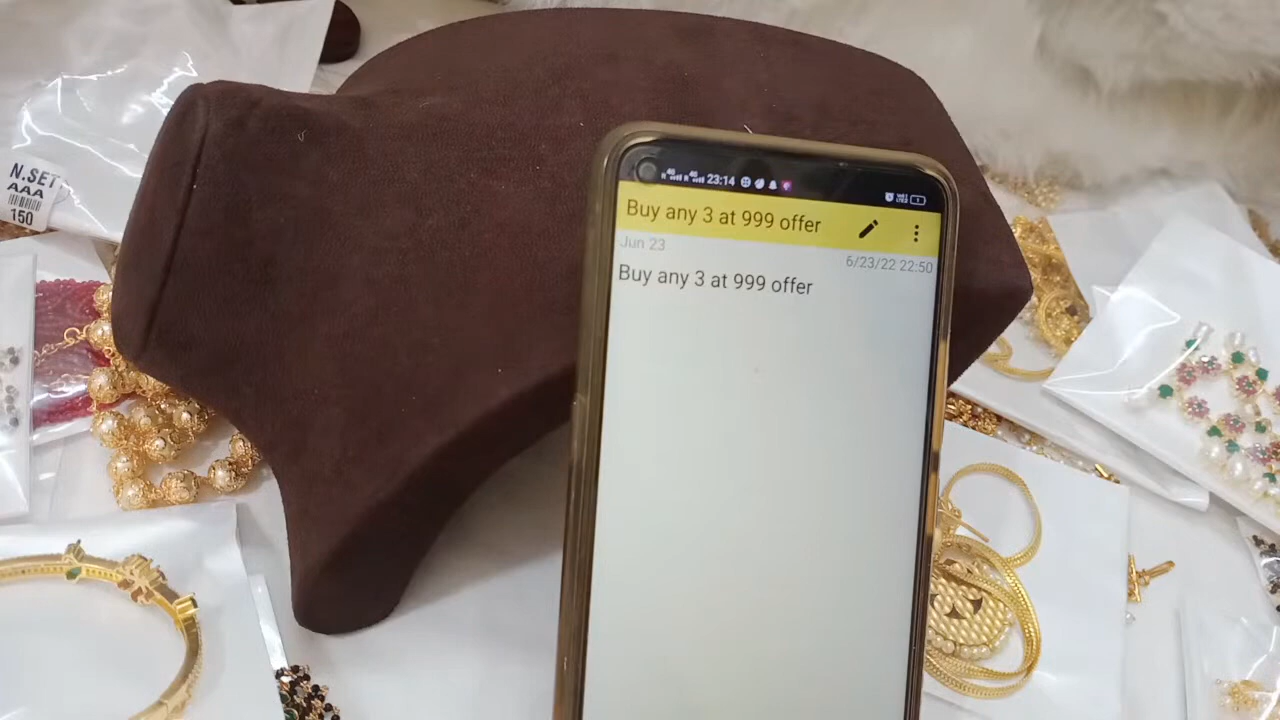 N.SET
AAA
150
23:14
Buy any 3 at 999 offer
Jun 23
6/23/22 22:50
Buy any 3 at 999 offer